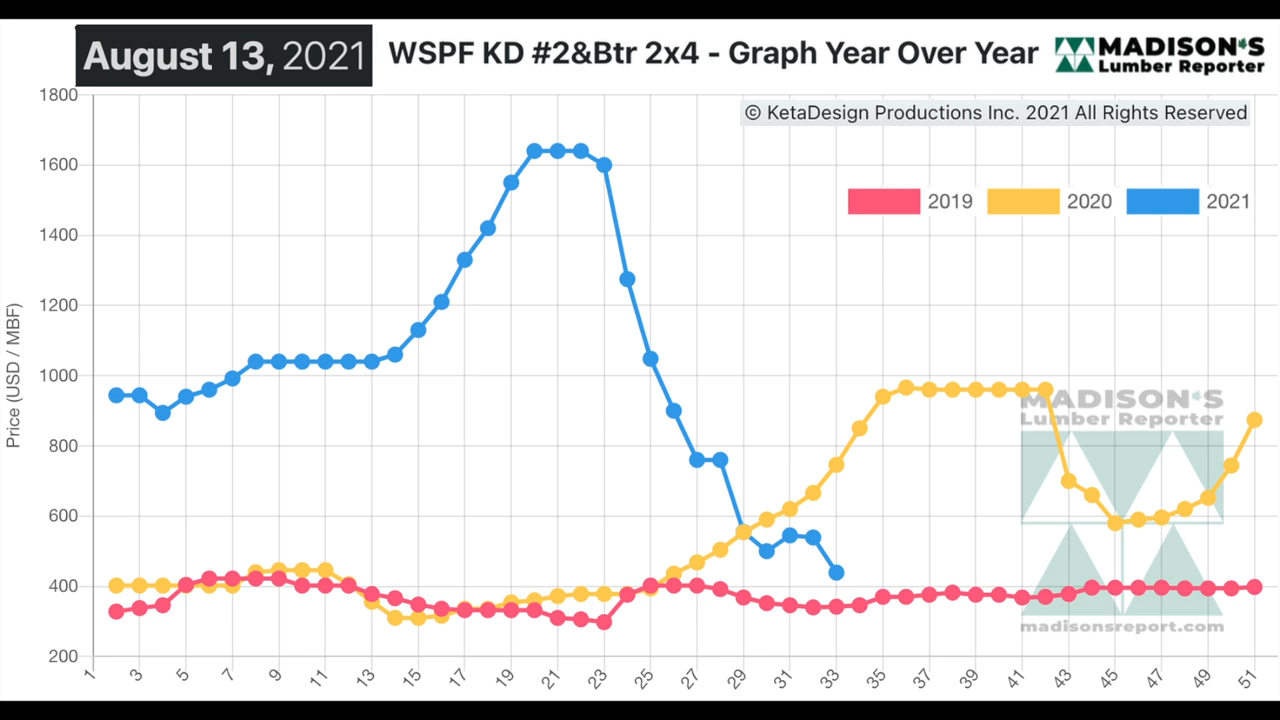 August 13, 2021
WSPF KD #2&Btr 2x4 - Graph Year Over Year
MADISON'S
Lumber Reporter
© KetaDesign Productions Inc. 2021 All Rights Reserved
2019 2020 2021
Price (USD / MBF)
1800
1600
1400
1200
1000
800
600
400
200
MADISON'S
Lumber Reporter
madisonsreport.com
1 3 5 7 9 11 13 15 17 19 21 23 25 27 29 31 33 35 37 39 41 43 45 47 49 51